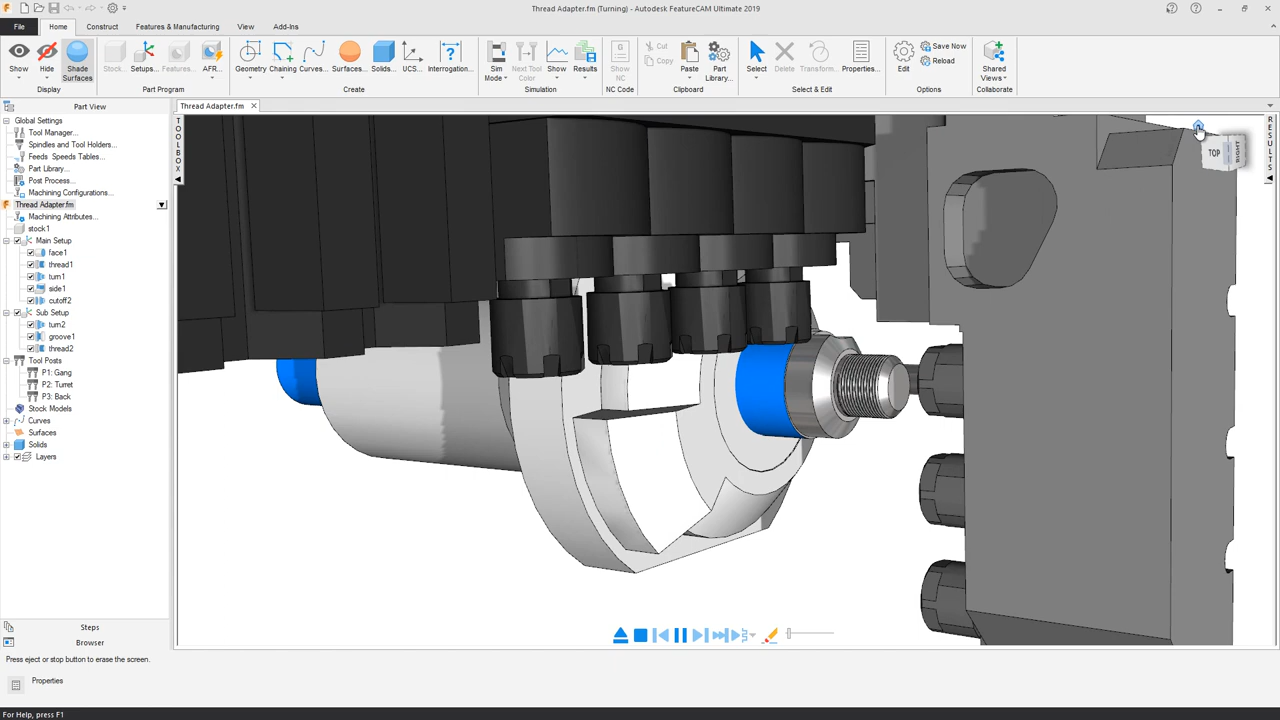 Thread Adapter.fm (Turning) - Autodesk FeatureCAM Ultimate 2019
File Home Construct Features & Manufacturing View Add-Ins
Show Hide Shade Surfaces Stock... Setups... Features... AFR... Geometry Chaining Curves... Surfaces... Solids... UCS... Interrogation... Sim Mode Next Tool Color Show Results Show NC Cut Copy Paste Part Library... Select Delete Transform... Properties... Edit Save Now Reload Shared Views
Display Part Program Create Simulation NC Code Clipboard Select & Edit Options Collaborate
Part View
Thread Adapter.fm
Global Settings
Tool Manager...
Spindles and Tool Holders...
Feeds Speeds Tables...
Part Library...
Post Process...
Machining Configurations...
Thread Adapter.fm
Machining Attributes...
stock1
Main Setup
face1
thread1
turn1
side1
cutoff2
Sub Setup
turn2
groove1
thread2
Tool Posts
P1: Gang
P2: Turret
P3: Back
Stock Models
Curves
Surfaces
Solids
Layers
TOOLBOX
TOP
RIGHT
RESULTS
Steps
Browser
Press eject or stop button to erase the screen.
Properties
For Help, press F1